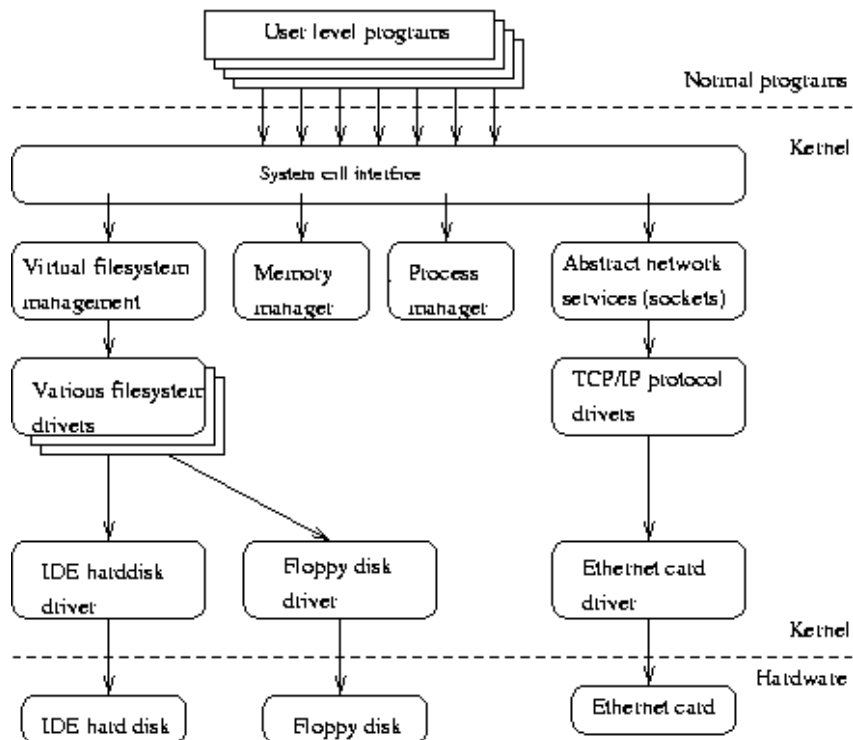 User level programs
Normal programs
Kernel
System call interface
Virtual filesystem
management
Memory
manager
Process
manager
Abstract network
services (sockets)
Various filesystem
drivers
TCP/IP protocol
drivers
IDE harddisk
driver
Floppy disk
driver
Ethernet card
driver
Kernel
Hardware
IDE hard disk
Floppy disk
Ethernet card